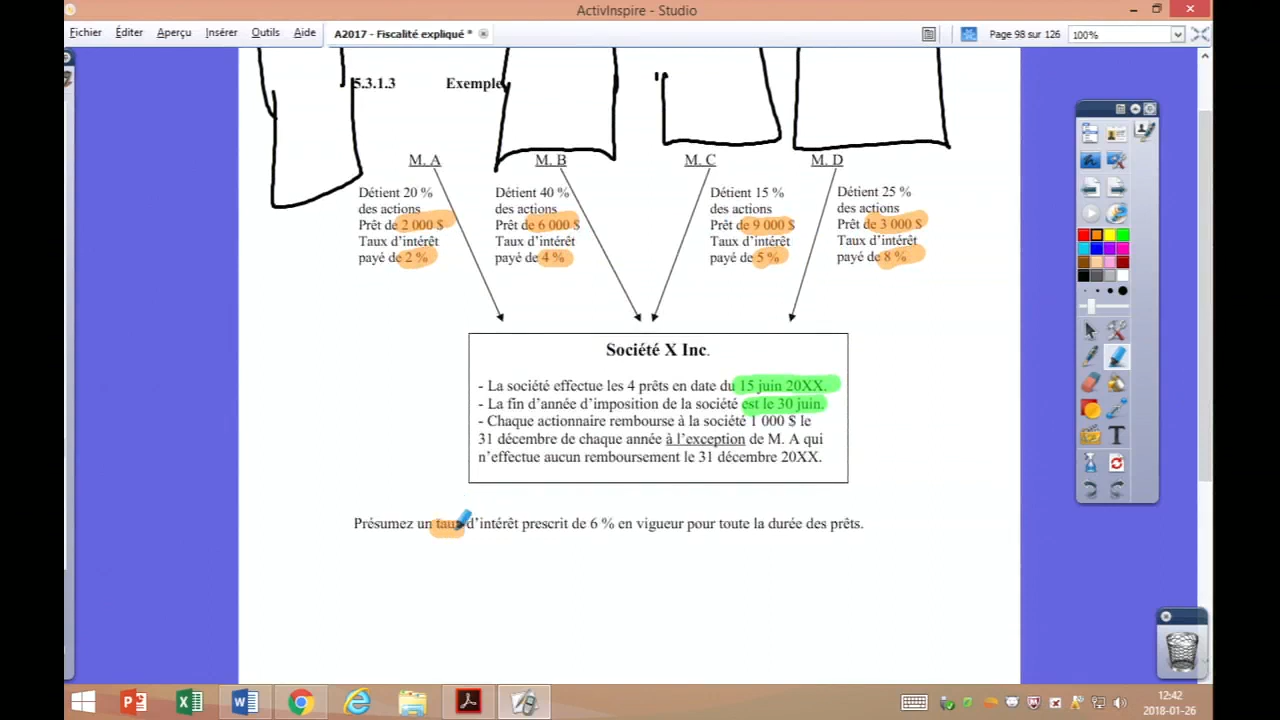 ActivInspire - Studio
Fichier Éditer Aperçu Insérer Outils Aide
A2017 - Fiscalité expliqué *
Page 98 sur 126
100%
5.3.1.3 Exemple
M. A
Détient 20 %
des actions
Prêt de 2 000 $
Taux d’intérêt
payé de 2 %
M. B
Détient 40 %
des actions
Prêt de 6 000 $
Taux d’intérêt
payé de 4 %
M. C
Détient 15 %
des actions
Prêt de 9 000 $
Taux d’intérêt
payé de 5 %
M. D
Détient 25 %
des actions
Prêt de 3 000 $
Taux d’intérêt
payé de 8 %
Société X Inc.
- La société effectue les 4 prêts en date du 15 juin 20XX.
- La fin d’année d’imposition de la société est le 30 juin.
- Chaque actionnaire rembourse à la société 1 000 $ le
31 décembre de chaque année à l’exception de M. A qui
n’effectue aucun remboursement le 31 décembre 20XX.
Présumez un taux d’intérêt prescrit de 6 % en vigueur pour toute la durée des prêts.
12:42
2018-01-26